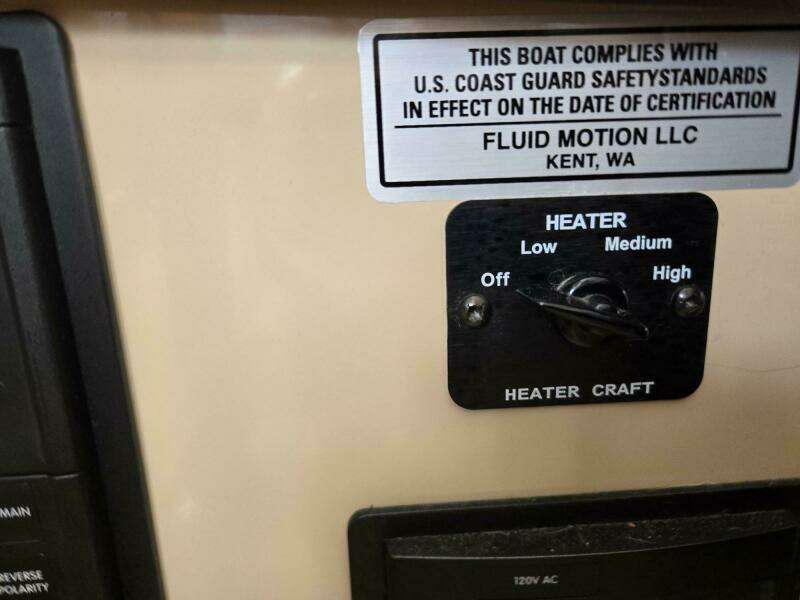 THIS BOAT COMPLIES WITH
U.S. COAST GUARD SAFETYSTANDARDS
IN EFFECT ON THE DATE OF CERTIFICATION
FLUID MOTION LLC
KENT, WA
HEATER
Low Medium
Off High
HEATER CRAFT
MAIN
REVERSE
POLARITY
120V AC